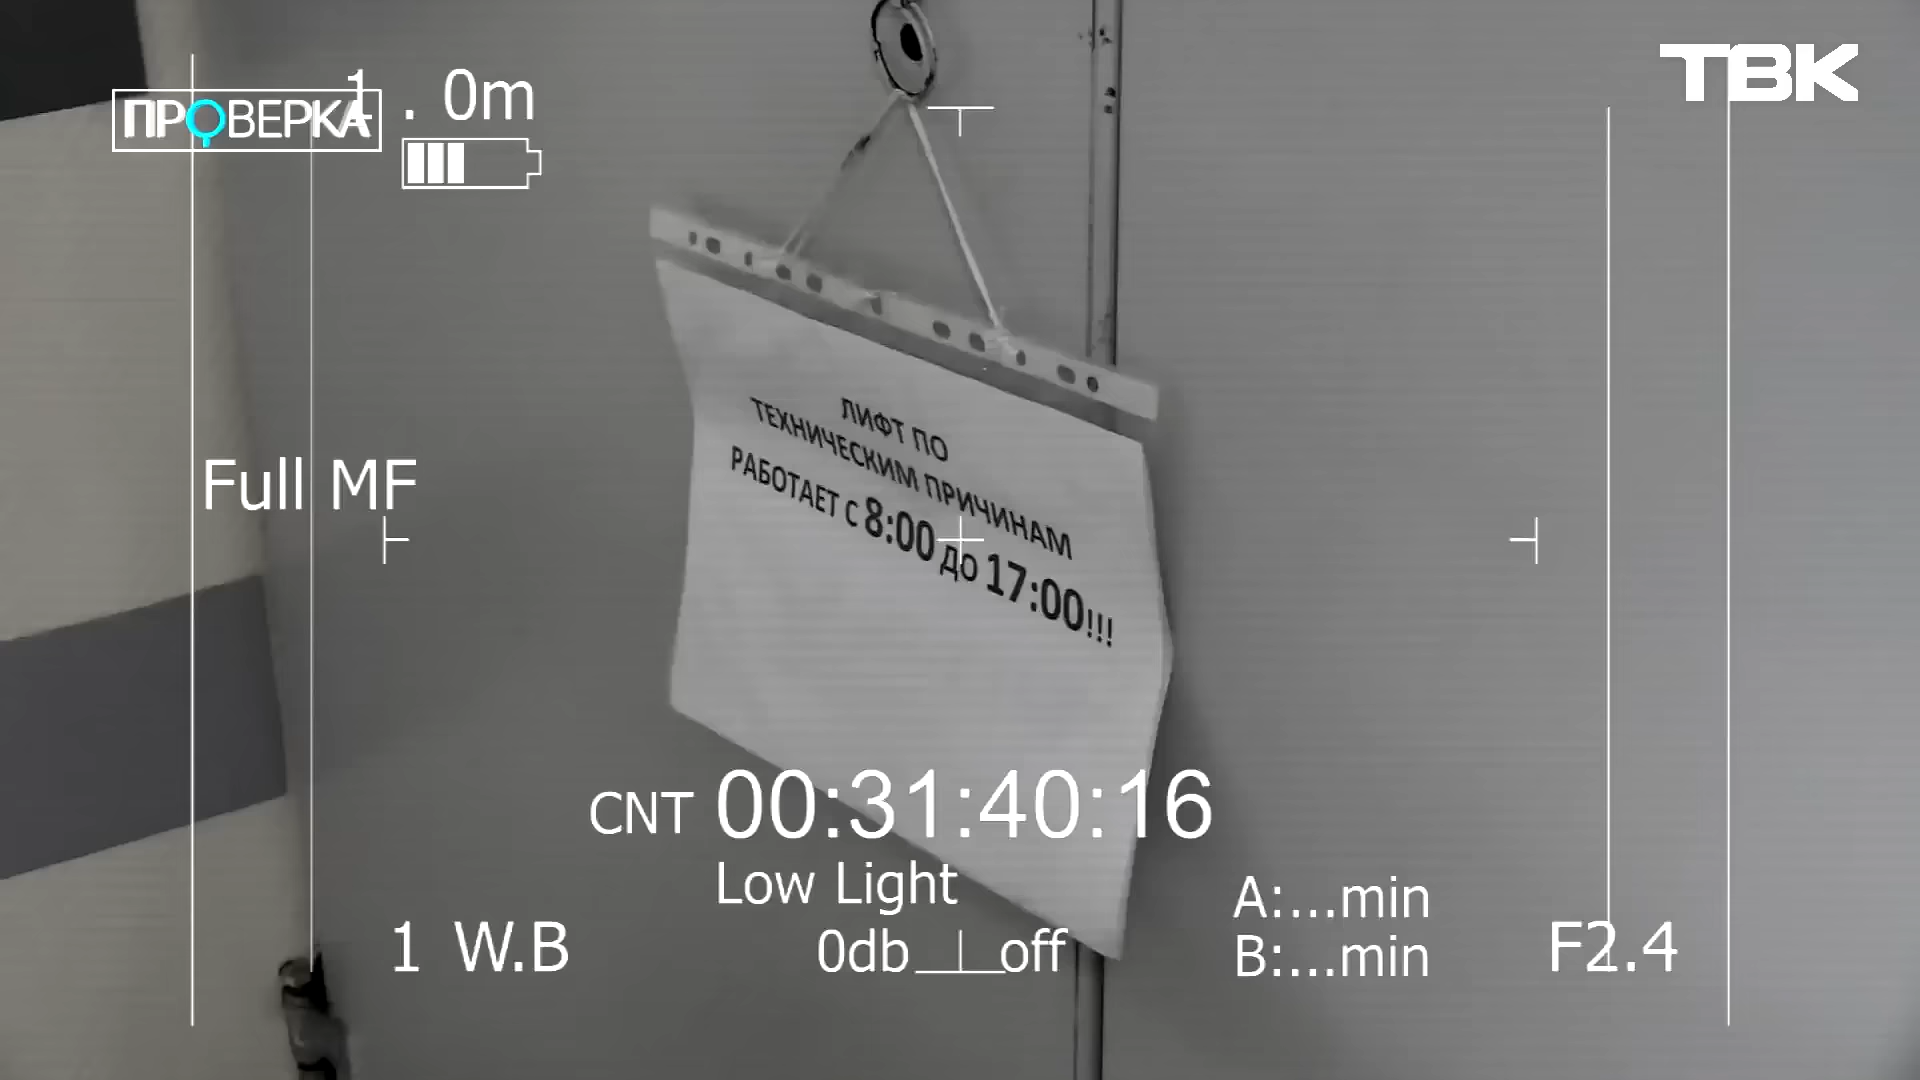 ТВК
ПРОВЕРКА
1 . 0m
ЛИФТ ПО
ТЕХНИЧЕСКИМ ПРИЧИНАМ
РАБОТАЕТ С 8:00 ДО 17:00!!!
Full MF
CNT 00:31:40:16
Low Light
0db off
1 W.B
A:...min
B:...min
F2.4